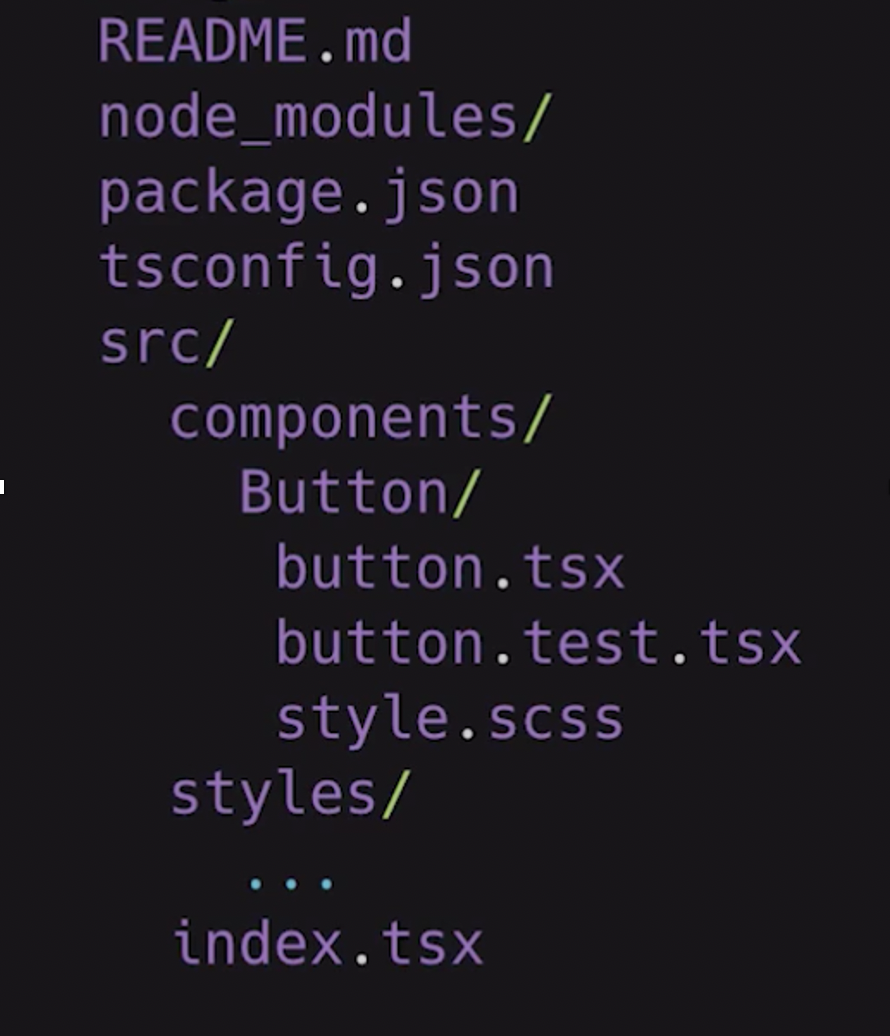 README.md
node_modules/
package.json
tsconfig.json
src/
components/
Button/
button.tsx
button.test.tsx
style.scss
styles/
...
index.tsx